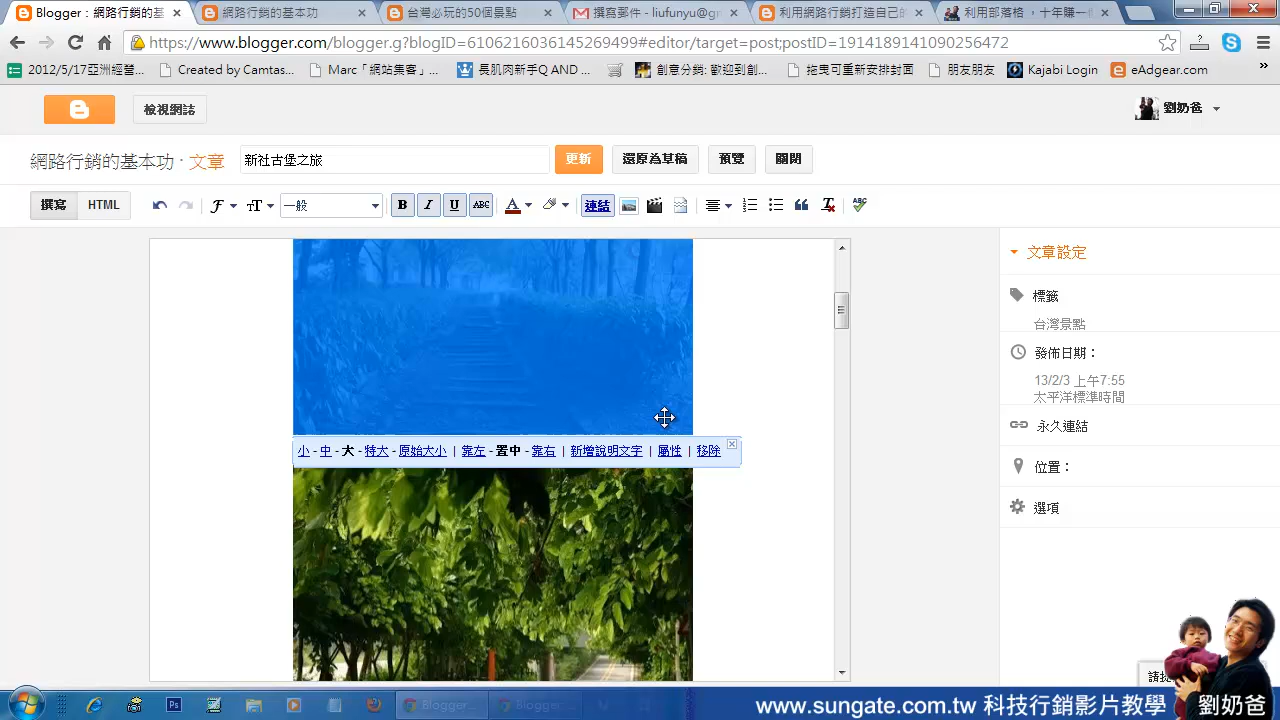 Blogger：網路行銷的基
網路行銷的基本功
台灣必玩的50個景點
撰寫郵件 - liufunyu@g
利用網路行銷打造自己的
利用部落格，十年賺一億
https://www.blogger.com/blogger.g?blogID=6106216036145269499#editor/target=post;postID=1914189141090256472
2012/5/17亞洲經營...
Created by Camtas...
Marc「網站集客」...
長肌肉新手Q AND ...
創意分銷: 歡迎到創...
拖曳可重新安排封面
朋友朋友
Kajabi Login
eAdgear.com
檢視網誌
劉奶爸
網路行銷的基本功 · 文章
新社古堡之旅
更新
還原為草稿
預覽
關閉
撰寫
HTML
一般
B I U ABC A
連結
ABC
文章設定
標籤
台灣景點
發佈日期：
13/2/3 上午7:55
太平洋標準時間
永久連結
位置：
選項
小 - 中 - 大 - 特大 - 原始大小 | 靠左 - 置中 - 靠右 | 新增說明文字 | 屬性 | 移除
Ps
Blogger...
Blogger...
www.sungate.com.tw 科技行銷影片教學 劉奶爸